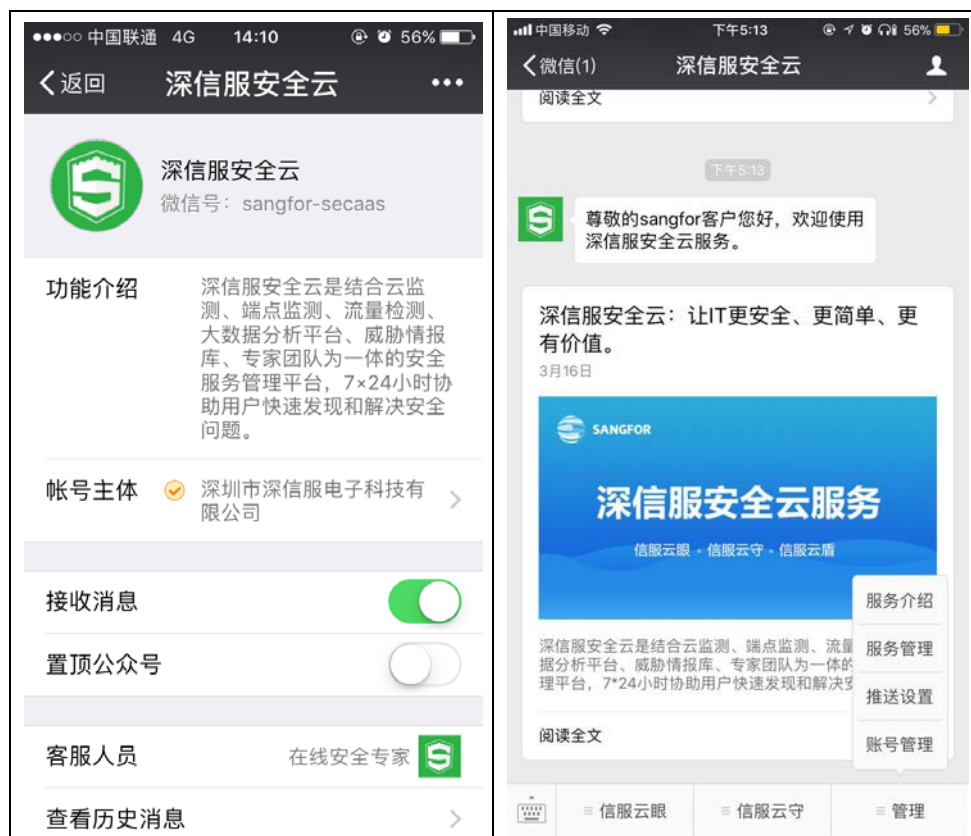 中国联通 4G 14:10 56%
返回 深信服安全云
深信服安全云
微信号：sangfor-secaas
功能介绍
深信服安全云是结合云监
测、端点监测、流量检测、
大数据分析平台、威胁情报
库、专家团队为一体的安全
服务管理平台，7×24小时协
助用户快速发现和解决安全
问题。
帐号主体 深圳市深信服电子科技有
限公司
接收消息
置顶公众号
客服人员 在线安全专家
查看历史消息
中国移动 下午5:13 56%
微信(1) 深信服安全云
阅读全文
下午5:13
尊敬的sangfor客户您好，欢迎使用
深信服安全云服务。
深信服安全云：让IT更安全、更简单、更
有价值。
3月16日
SANGFOR
深信服安全云服务
信服云眼 · 信服云守 · 信服云盾
深信服安全云是结合云监测、端点监测、流量
据分析平台、威胁情报库、专家团队为一体的
理平台，7*24小时协助用户快速发现和解决安
阅读全文
服务介绍
服务管理
推送设置
账号管理
信服云眼 信服云守 管理